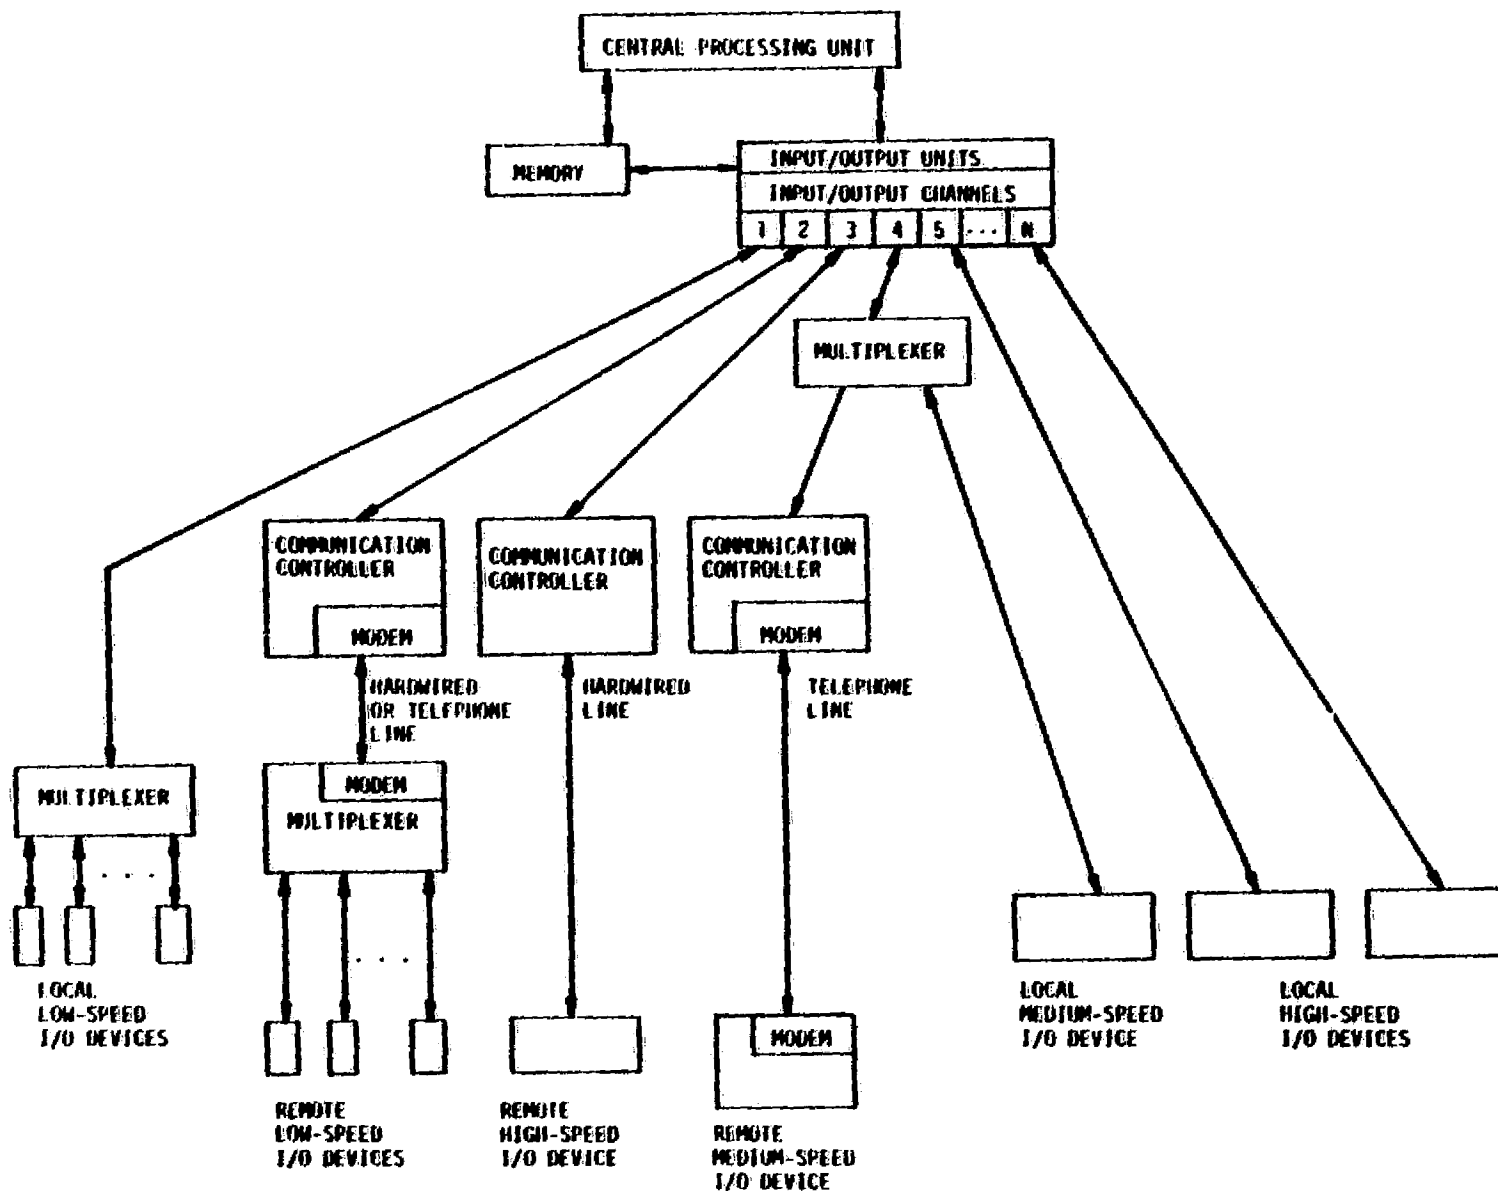 CENTRAL PROCESSING UNIT
MEMORY
INPUT/OUTPUT UNITS
INPUT/OUTPUT CHANNELS
1 2 3 4 5 ... N
MULTIPLEXER
COMMUNICATION
CONTROLLER
MODEM
COMMUNICATION
CONTROLLER
COMMUNICATION
CONTROLLER
MODEM
HARDWIRED
OR TELEPHONE
LINE
HARDWIRED
LINE
TELEPHONE
LINE
MULTIPLEXER
MODEM
MULTIPLEXER
. . .
. . .
LOCAL
LOW-SPEED
I/O DEVICES
LOCAL
MEDIUM-SPEED
I/O DEVICE
LOCAL
HIGH-SPEED
I/O DEVICES
MODEM
REMOTE
LOW-SPEED
I/O DEVICES
REMOTE
HIGH-SPEED
I/O DEVICE
REMOTE
MEDIUM-SPEED
I/O DEVICE